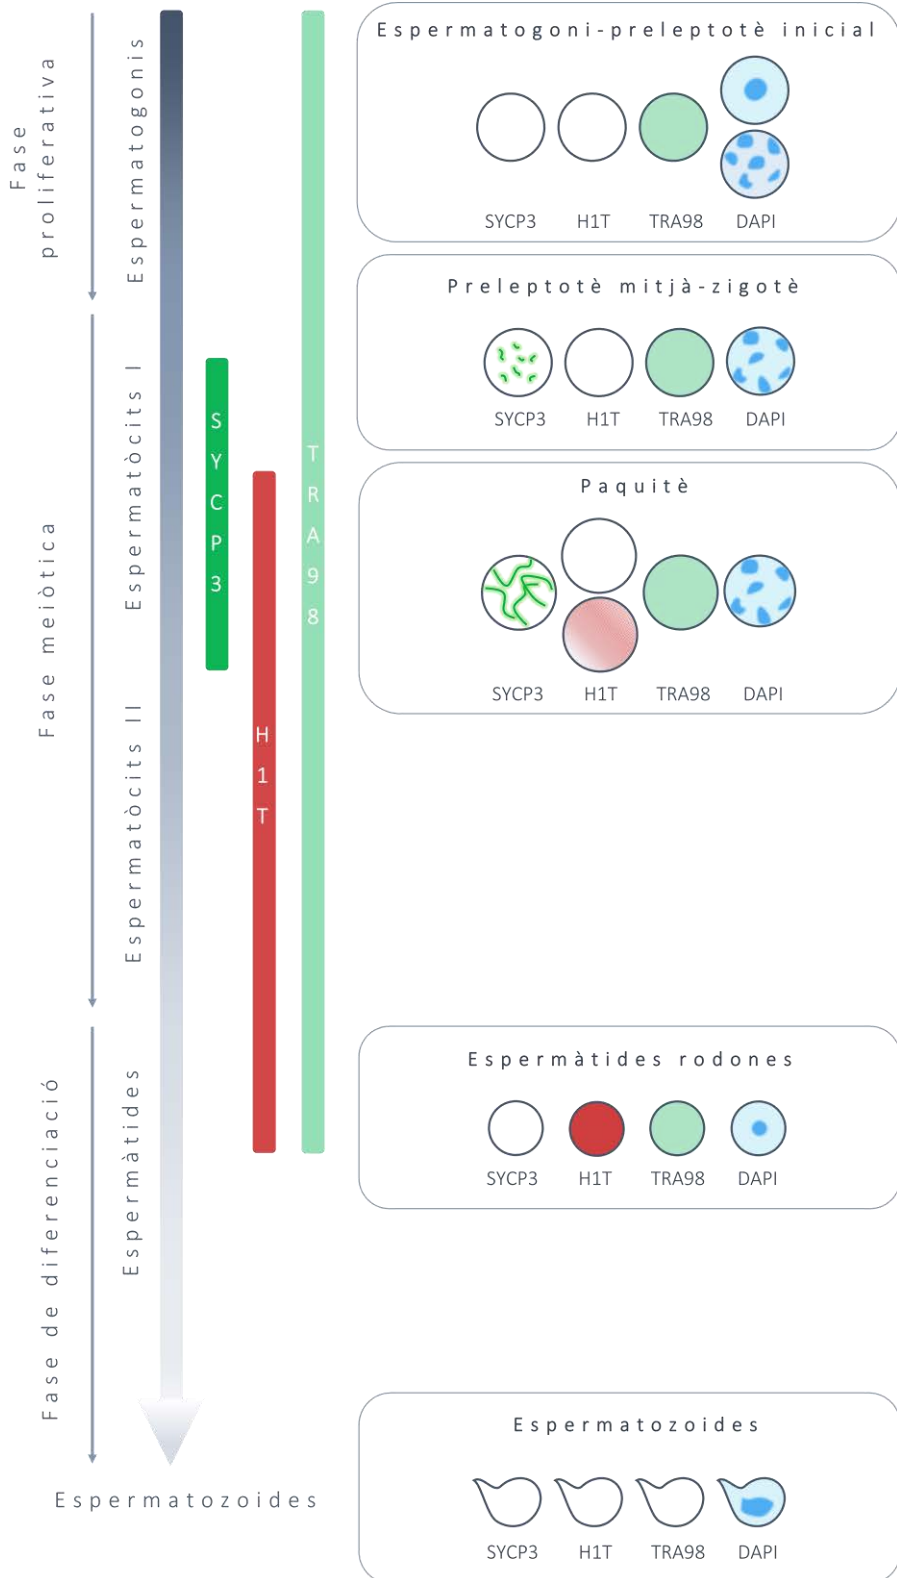 Fase
proliferativa
Fase meiòtica
Fase de diferenciació
Espermatogonis
Espermatòcits I
Espermatòcits II
Espermàtides
Espermatozoides
SYCP3
H1T
TRA98
Espermatogoni-preleptotè inicial
SYCP3 H1T TRA98 DAPI
Preleptotè mitjà-zigotè
SYCP3 H1T TRA98 DAPI
Paquitè
SYCP3 H1T TRA98 DAPI
Espermàtides rodones
SYCP3 H1T TRA98 DAPI
Espermatozoides
SYCP3 H1T TRA98 DAPI